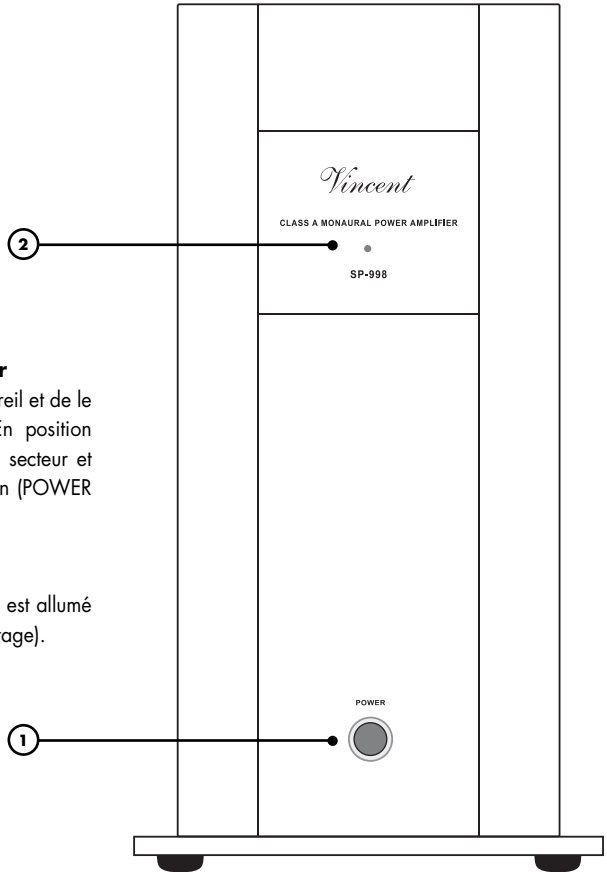 Vincent
CLASS A MONAURAL POWER AMPLIFIER
2
SP-998
r
reil et de le
En position
secteur et
n (POWER
est allumé
rage).
POWER
1